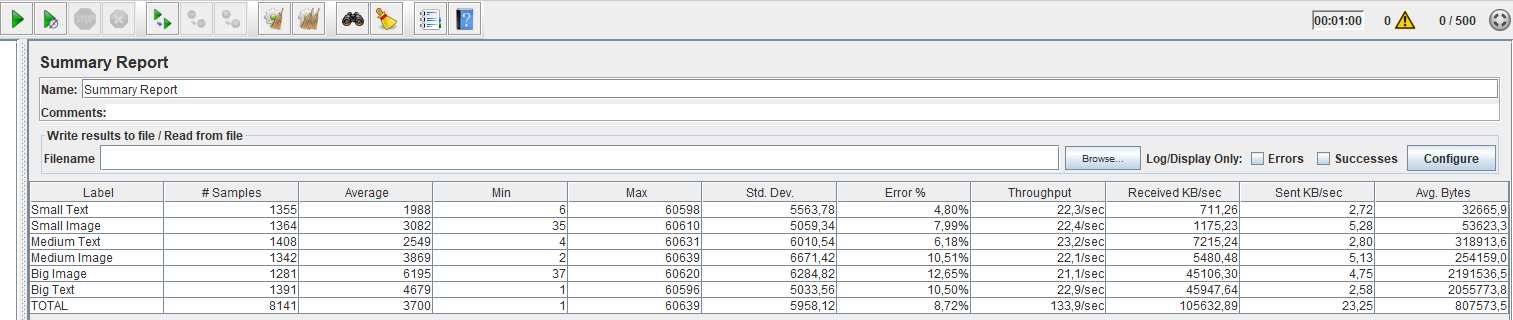 STOP
00:01:00 0 0 / 500
Summary Report
Name: Summary Report
Comments:
Write results to file / Read from file
Filename Browse... Log/Display Only: Errors Successes Configure
Label # Samples Average Min Max Std. Dev. Error % Throughput Received KB/sec Sent KB/sec Avg. Bytes
Small Text 1355 1988 6 60598 5563,78 4,80% 22,3/sec 711,26 2,72 32665,9
Small Image 1364 3082 35 60610 5059,34 7,99% 22,4/sec 1175,23 5,28 53623,3
Medium Text 1408 2549 4 60631 6010,54 6,18% 23,2/sec 7215,24 2,80 318913,6
Medium Image 1342 3869 2 60639 6671,42 10,51% 22,1/sec 5480,48 5,13 254159,0
Big Image 1281 6195 37 60620 6284,82 12,65% 21,1/sec 45106,30 4,75 2191536,5
Big Text 1391 4679 1 60596 5033,56 10,50% 22,9/sec 45947,64 2,58 2055773,8
TOTAL 8141 3700 1 60639 5958,12 8,72% 133,9/sec 105632,89 23,25 807573,5